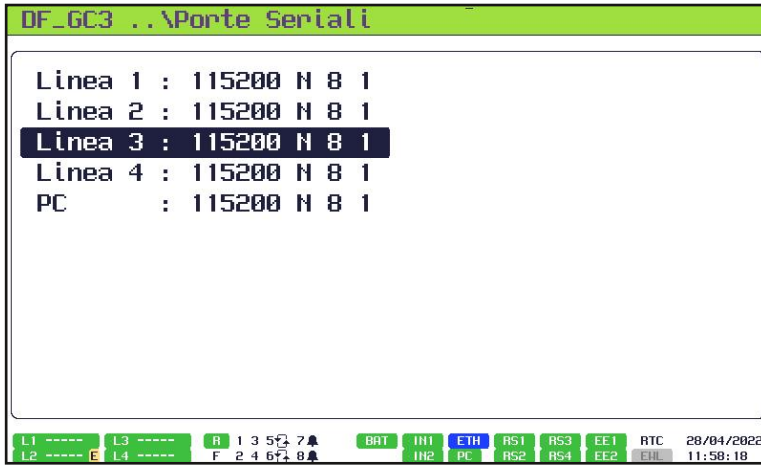 DF_GC3 ..\Porte Seriali
Linea 1 : 115200 N 8 1
Linea 2 : 115200 N 8 1
Linea 3 : 115200 N 8 1
Linea 4 : 115200 N 8 1
PC : 115200 N 8 1
L1 ----- L3 ----- R 1 3 5 7 BAT IN1 ETH RS1 RS3 EE1 RTC 28/04/2022
L2 ----- E L4 ----- F 2 4 6 8 IN2 PC RS2 RS4 EE2 EWL 11:58:18